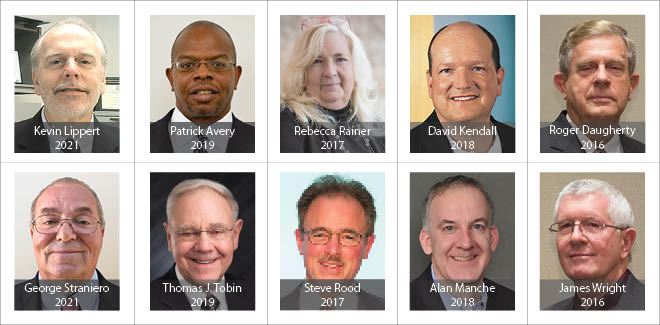 Kevin Lippert
2021
Patrick Avery
2019
Rebecca Rainer
2017
David Kendall
2018
Roger Daugherty
2016
George Straniero
2021
Thomas J. Tobin
2019
Steve Rood
2017
Alan Manche
2018
James Wright
2016